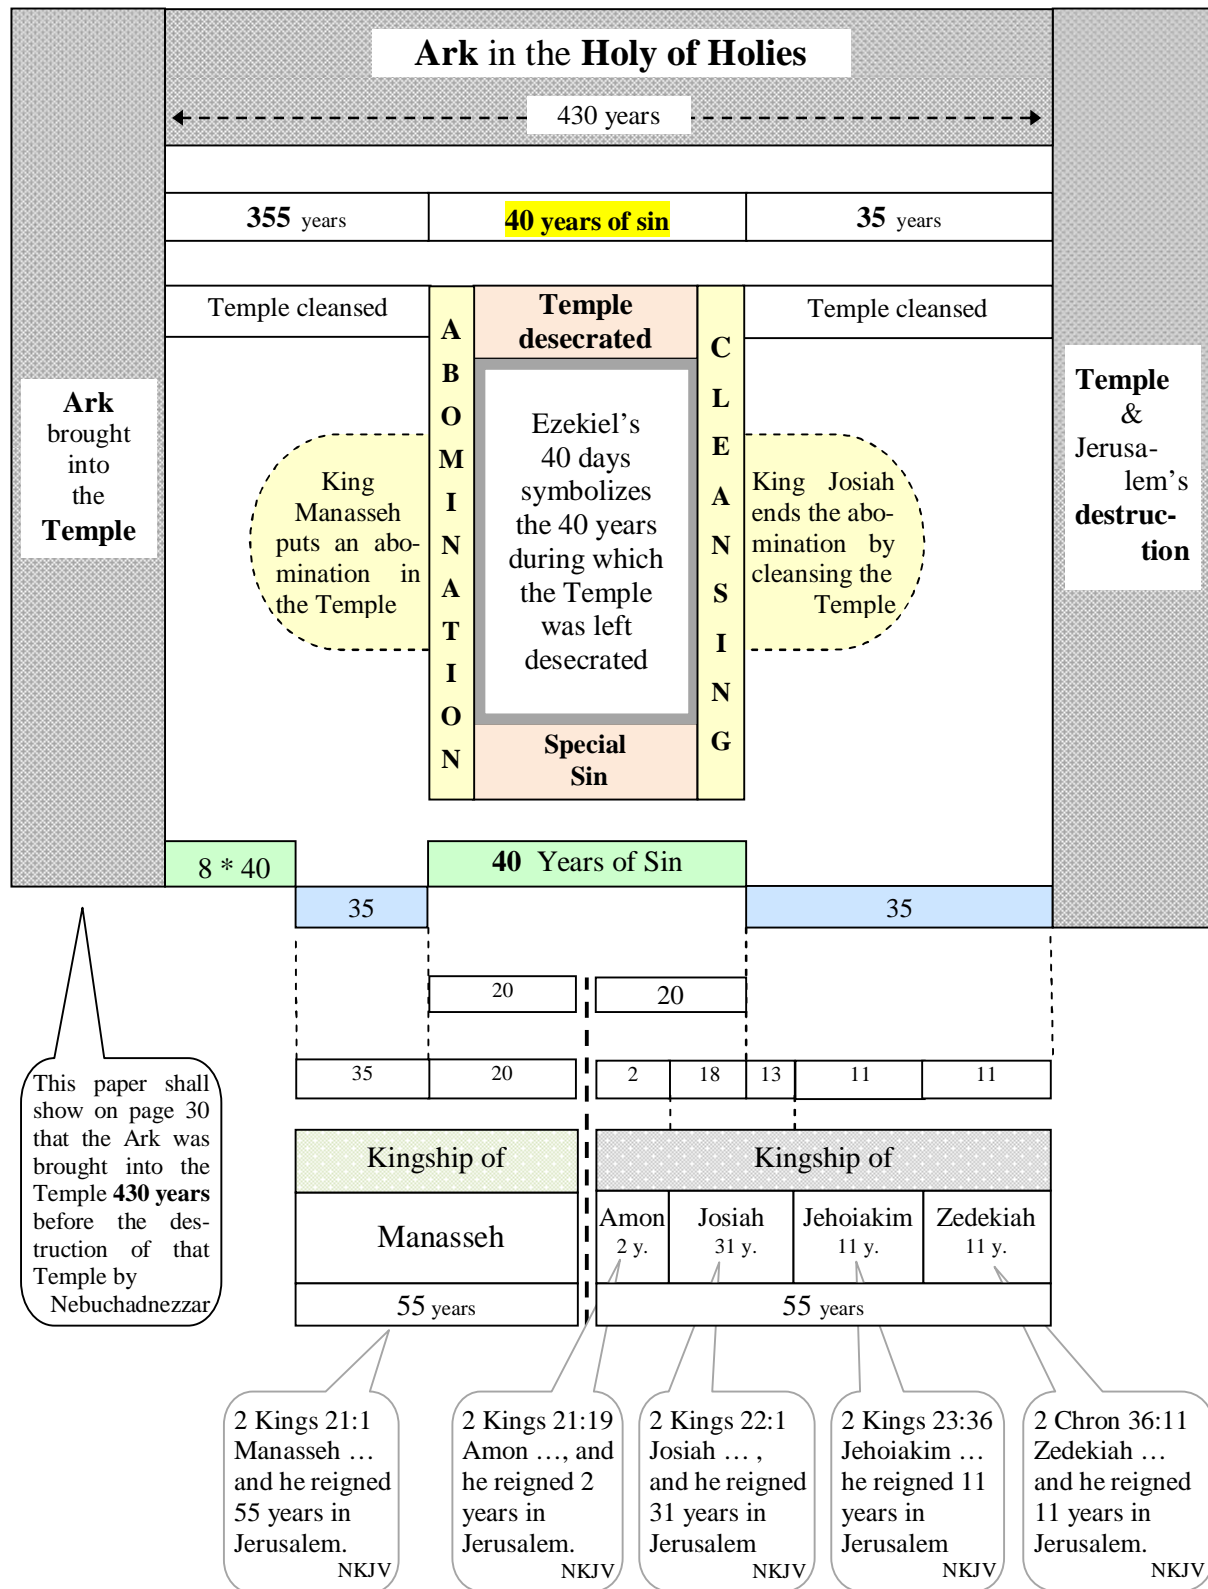 Ark in the Holy of Holies
430 years
355 years
40 years of sin
35 years
Temple cleansed
Temple
desecrated
Temple cleansed
A
B
O
M
I
N
A
T
I
O
N
C
L
E
A
N
S
I
N
G
Ark
brought
into
the
Temple
King
Manasseh
puts an abo-
mination in
the Temple
Ezekiel’s
40 days
symbolizes
the 40 years
during which
the Temple
was left
desecrated
King Josiah
ends the abo-
mination by
cleansing the
Temple
Temple
&
Jerusa-
lem’s
destruc-
tion
Special
Sin
8 * 40
40 Years of Sin
35
35
20
20
35
20
2
18
13
11
11
This paper shall
show on page 30
that the Ark was
brought into the
Temple 430 years
before the des-
truction of that
Temple by
Nebuchadnezzar
Kingship of
Kingship of
Manasseh
Amon
2 y.
Josiah
31 y.
Jehoiakim
11 y.
Zedekiah
11 y.
55 years
55 years
2 Kings 21:1
Manasseh …
and he reigned
55 years in
Jerusalem.
NKJV
2 Kings 21:19
Amon …, and
he reigned 2
years in
Jerusalem.
NKJV
2 Kings 22:1
Josiah … ,
and he reigned
31 years in
Jerusalem
NKJV
2 Kings 23:36
Jehoiakim …
he reigned 11
years in
Jerusalem
NKJV
2 Chron 36:11
Zedekiah …
and he reigned
11 years in
Jerusalem.
NKJV